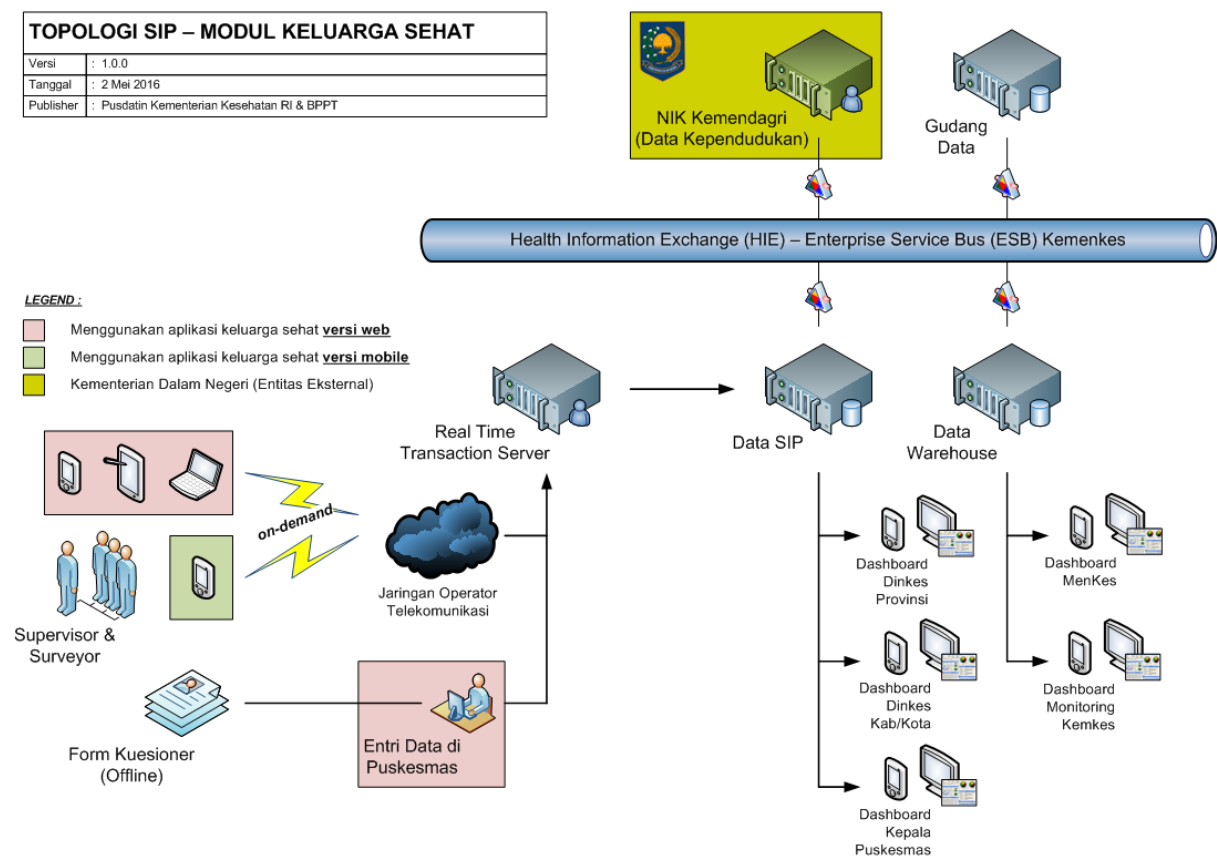 TOPOLOGI SIP – MODUL KELUARGA SEHAT
Versi : 1.0.0
Tanggal : 2 Mei 2016
Publisher : Pusdatin Kementerian Kesehatan RI & BPPT
NIK Kemendagri
(Data Kependudukan)
Gudang
Data
Health Information Exchange (HIE) – Enterprise Service Bus (ESB) Kemenkes
LEGEND :
Menggunakan aplikasi keluarga sehat versi web
Menggunakan aplikasi keluarga sehat versi mobile
Kementerian Dalam Negeri (Entitas Eksternal)
Real Time
Transaction Server
Data SIP
Data
Warehouse
on-demand
Jaringan Operator
Telekomunikasi
Supervisor &
Surveyor
Form Kuesioner
(Offline)
Entri Data di
Puskesmas
Dashboard
Dinkes
Provinsi
Dashboard
MenKes
Dashboard
Dinkes
Kab/Kota
Dashboard
Monitoring
Kemkes
Dashboard
Kepala
Puskesmas